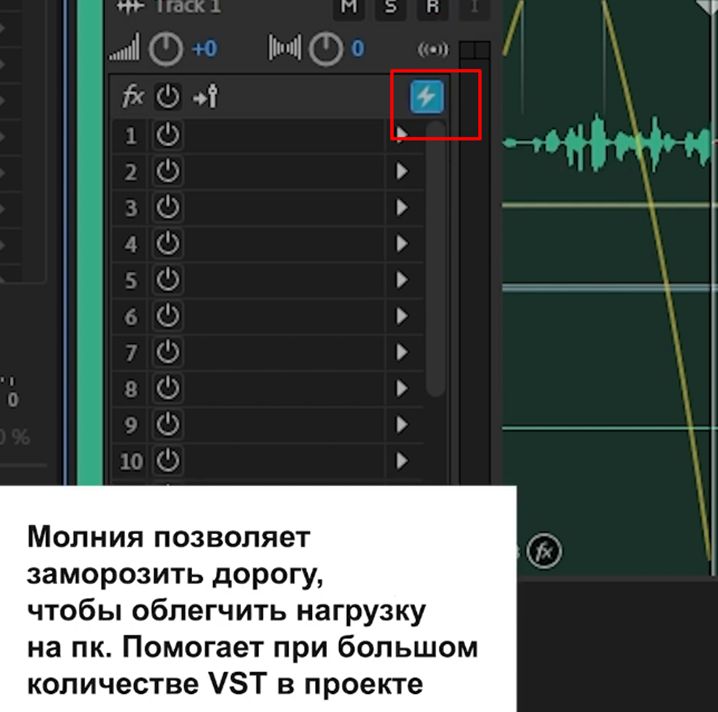 Track 1 M S R I
+0 0
fx
1
2
3
4
5
6
7
8
9
10
0
0 %
Молния позволяет
заморозить дорогу,
чтобы облегчить нагрузку
на пк. Помогает при большом
количестве VST в проекте
fx